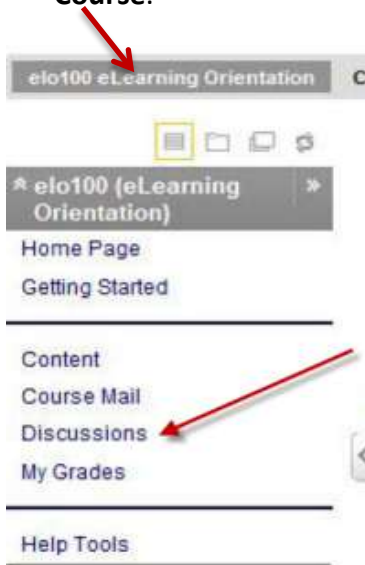 Course.
elo100 eLearning Orientation C
elo100 (eLearning
Orientation)
Home Page
Getting Started
Content
Course Mail
Discussions
My Grades
Help Tools